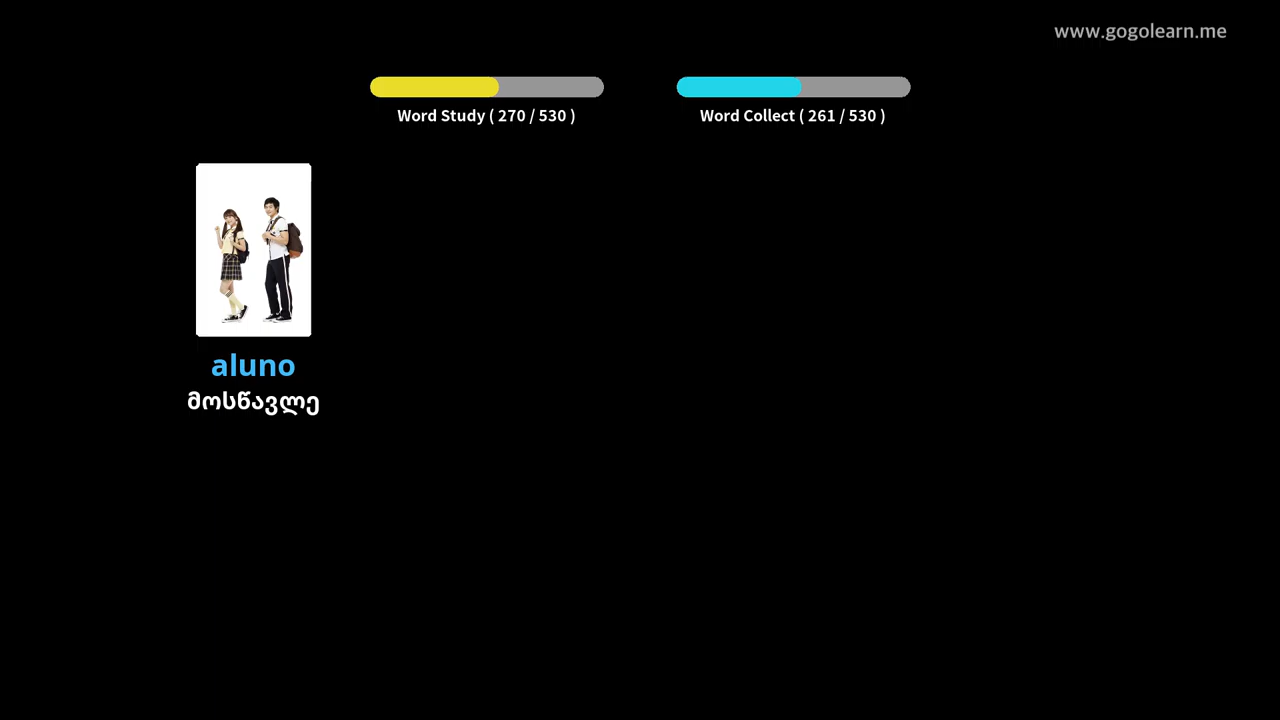 www.gogolearn.me
Word Study ( 270 / 530 )
Word Collect ( 261 / 530 )
aluno
მოსწავლე